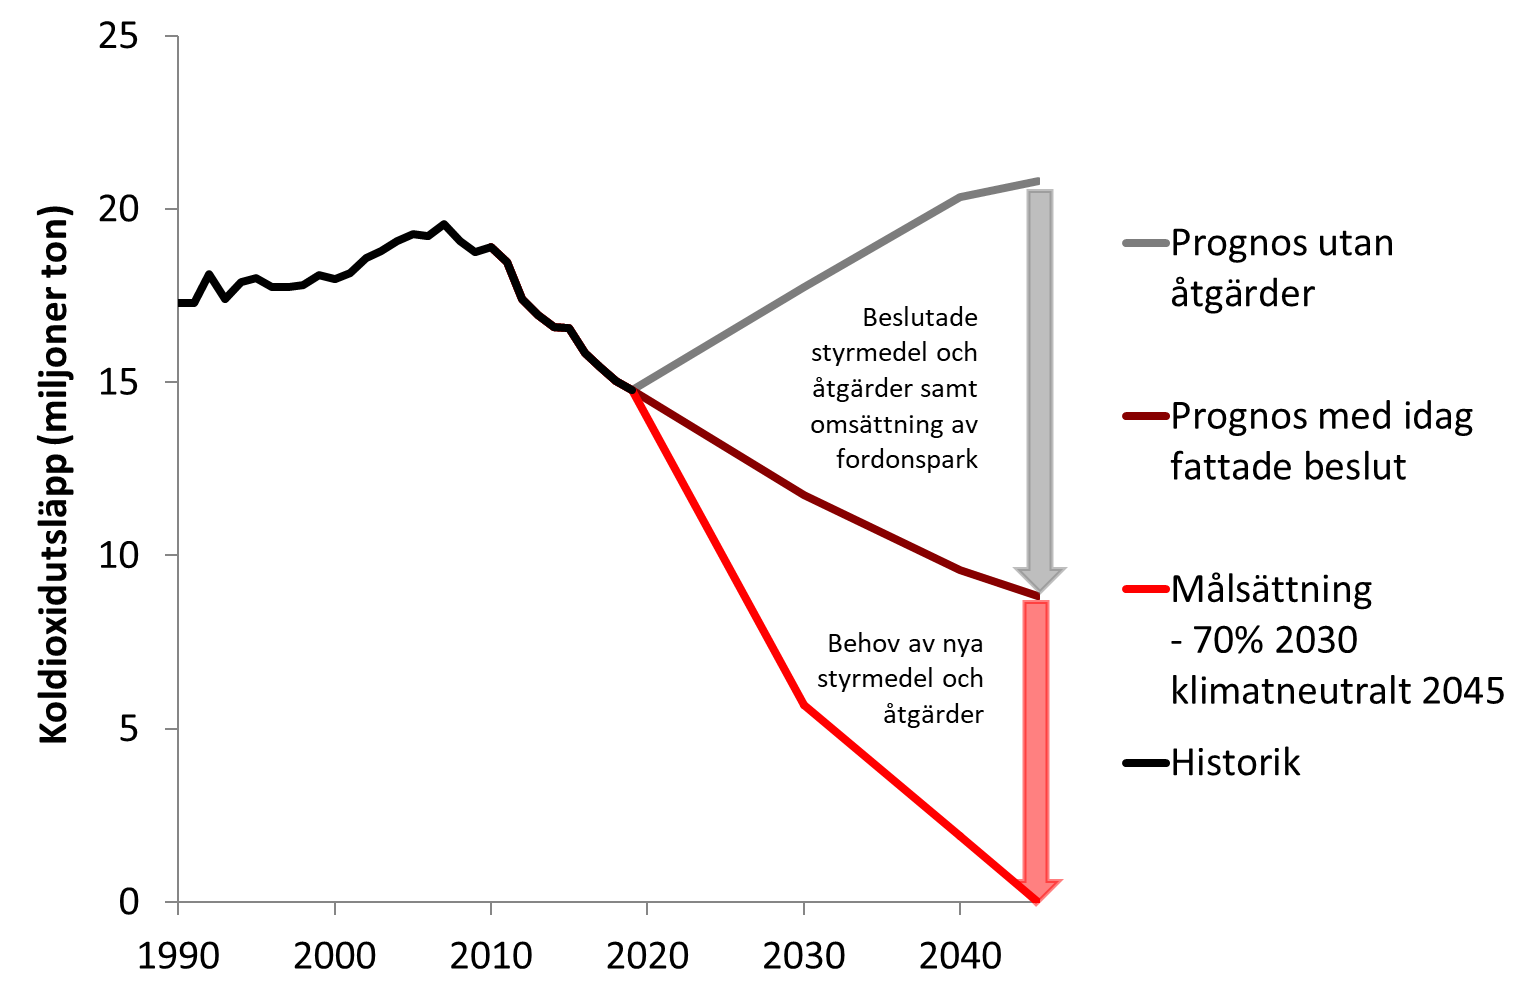 Koldioxidutsläpp (miljoner ton)
25
20
15
10
5
0
1990
2000
2010
2020
2030
2040
Beslutade
styrmedel och
åtgärder samt
omsättning av
fordonspark
Behov av nya
styrmedel och
åtgärder
Prognos utan
åtgärder
Prognos med idag
fattade beslut
Målsättning
- 70% 2030
klimatneutralt 2045
Historik